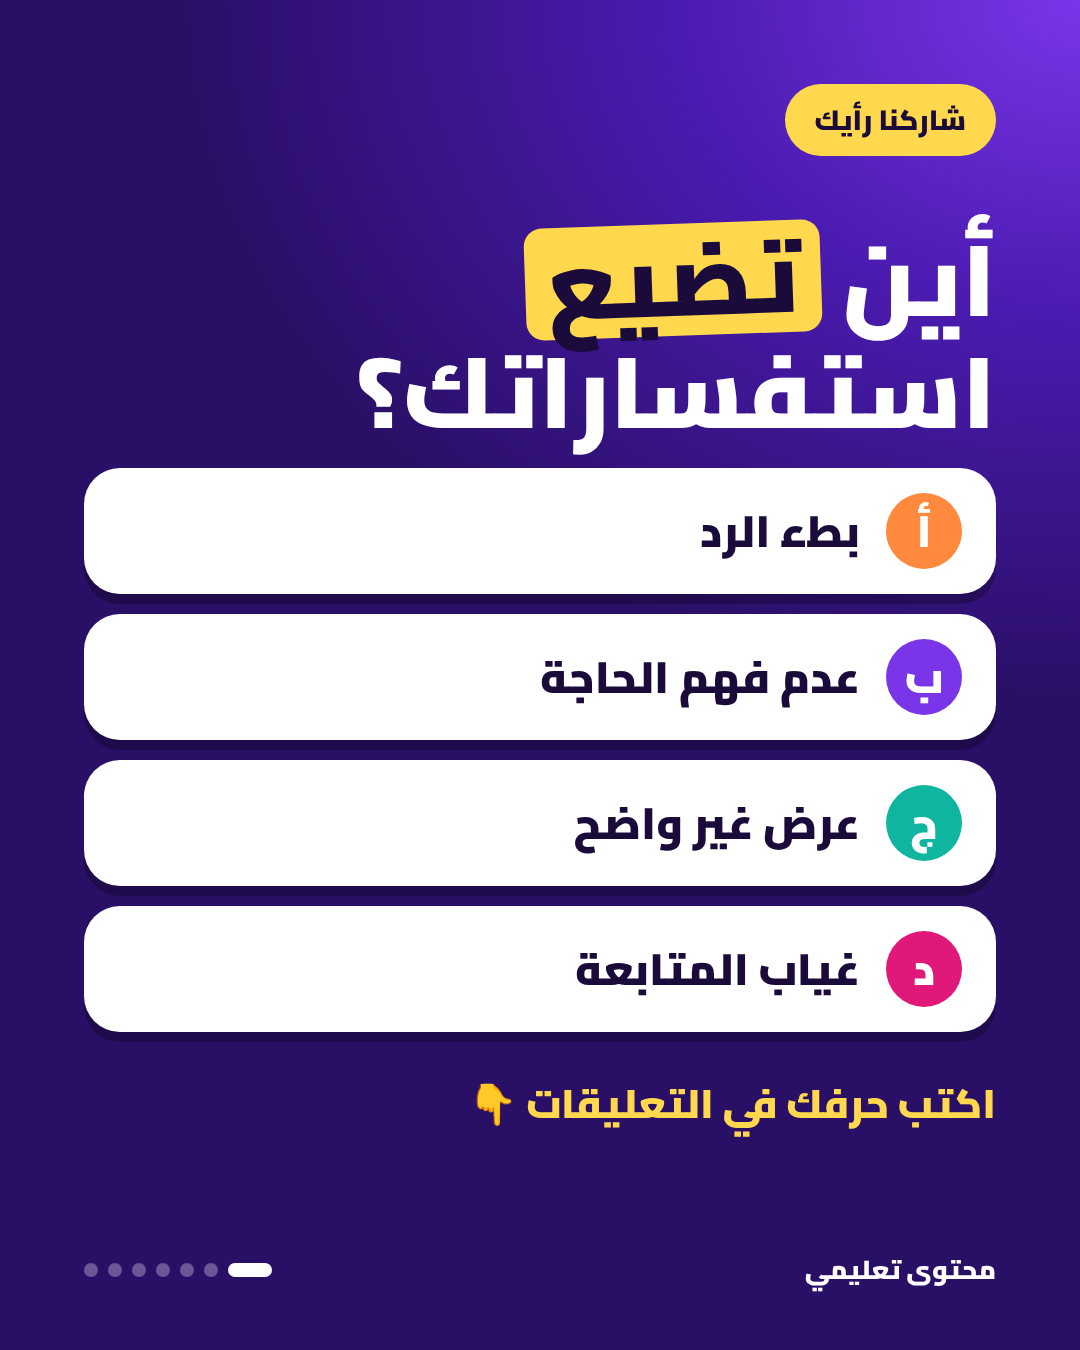 شاركنا رأيك
أين تضيع
استفساراتك؟
أ بطء الرد
ب عدم فهم الحاجة
ج عرض غير واضح
د غياب المتابعة
اكتب حرفك في التعليقات 👇
محتوى تعليمي